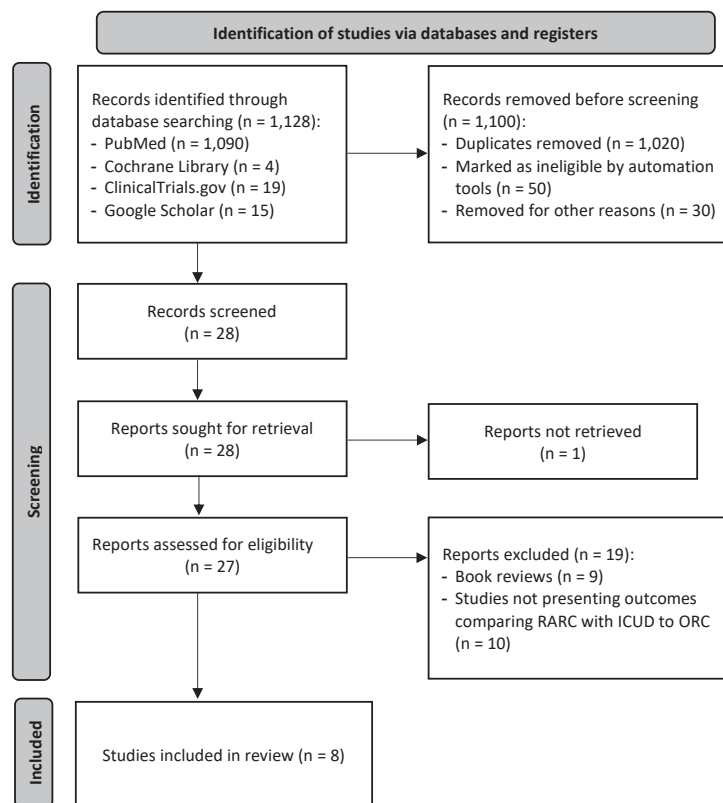 Identification of studies via databases and registers
Identification
Records identified through
database searching (n = 1,128):
- PubMed (n = 1,090)
- Cochrane Library (n = 4)
- ClinicalTrials.gov (n = 19)
- Google Scholar (n = 15)
Records removed before screening
(n = 1,100):
- Duplicates removed (n = 1,020)
- Marked as ineligible by automation
tools (n = 50)
- Removed for other reasons (n = 30)
Screening
Records screened
(n = 28)
Reports sought for retrieval
(n = 28)
Reports not retrieved
(n = 1)
Reports assessed for eligibility
(n = 27)
Reports excluded (n = 19):
- Book reviews (n = 9)
- Studies not presenting outcomes
comparing RARC with ICUD to ORC
(n = 10)
Included
Studies included in review (n = 8)